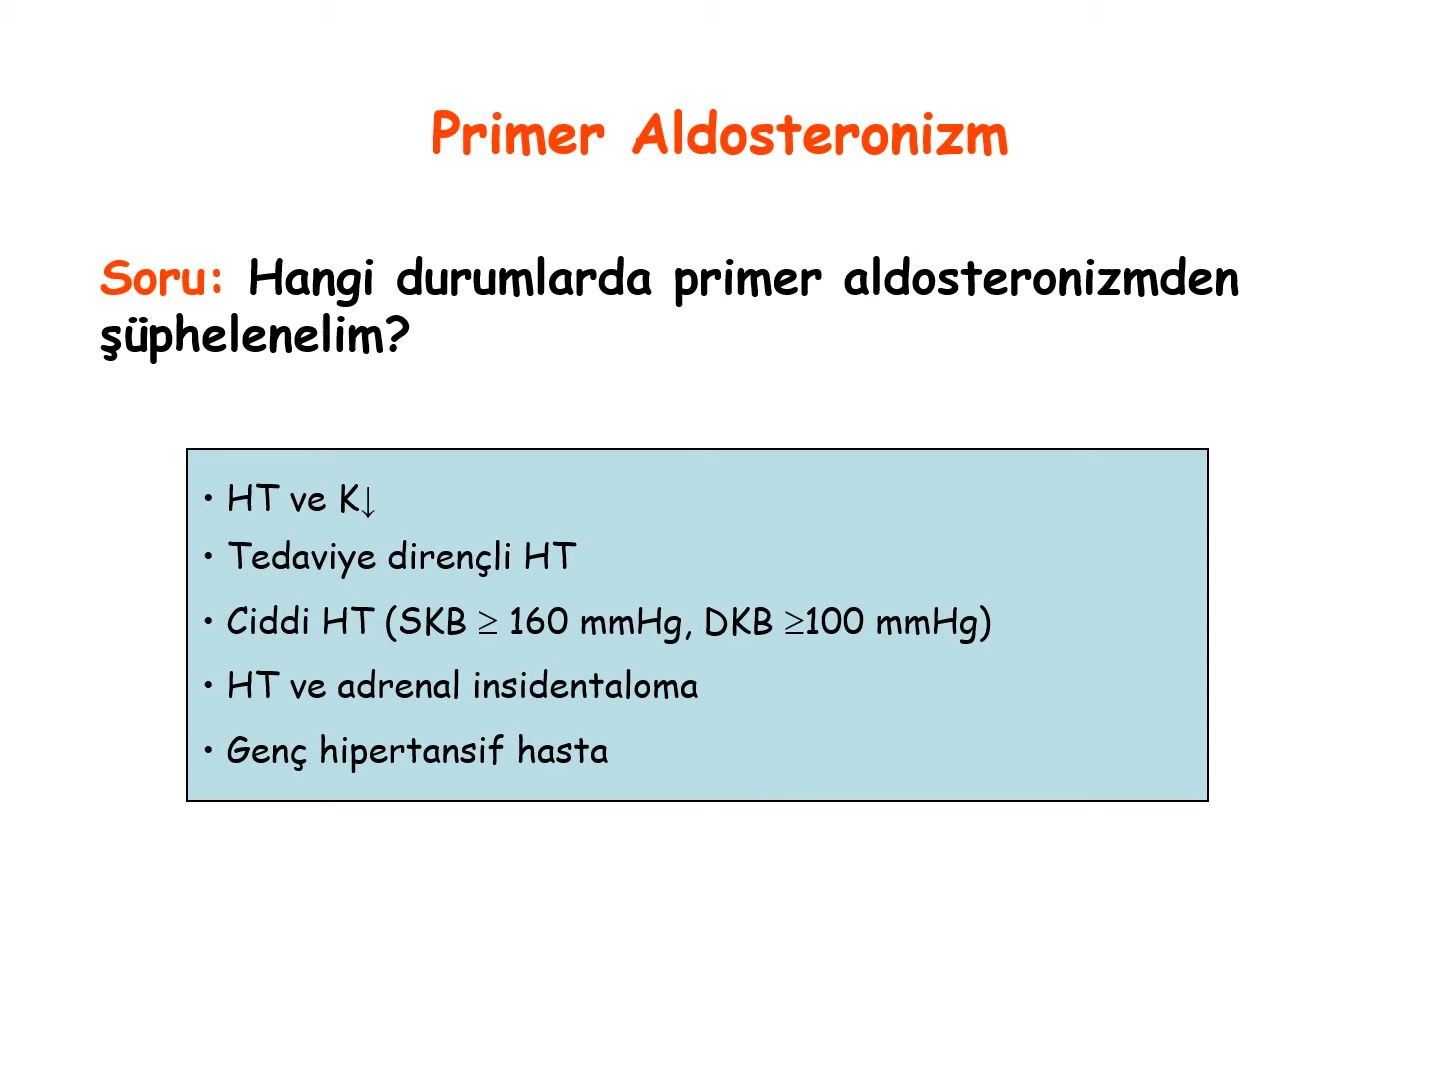 Primer Aldosteronizm
Soru: Hangi durumlarda primer aldosteronizmden
şüphelenelim?
• HT ve K↓
• Tedaviye dirençli HT
• Ciddi HT (SKB ≥ 160 mmHg, DKB ≥100 mmHg)
• HT ve adrenal insidentaloma
• Genç hipertansif hasta